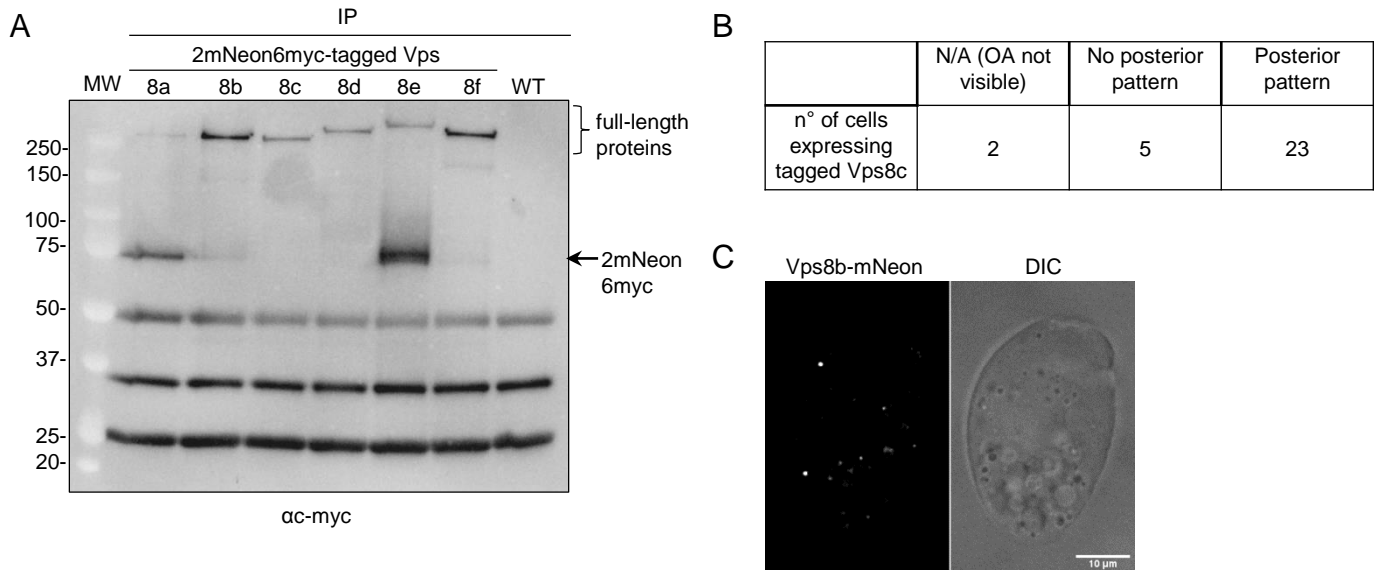 A
IP
2mNeon6myc-tagged Vps
MW 8a 8b 8c 8d 8e 8f WT
250-
150-
100-
75-
50-
37-
25-
20-
full-length
proteins
2mNeon
6myc
αc-myc
B
N/A (OA not
visible)
No posterior
pattern
Posterior
pattern
n° of cells
expressing
tagged Vps8c
2
5
23
C
Vps8b-mNeon
DIC
10 µm